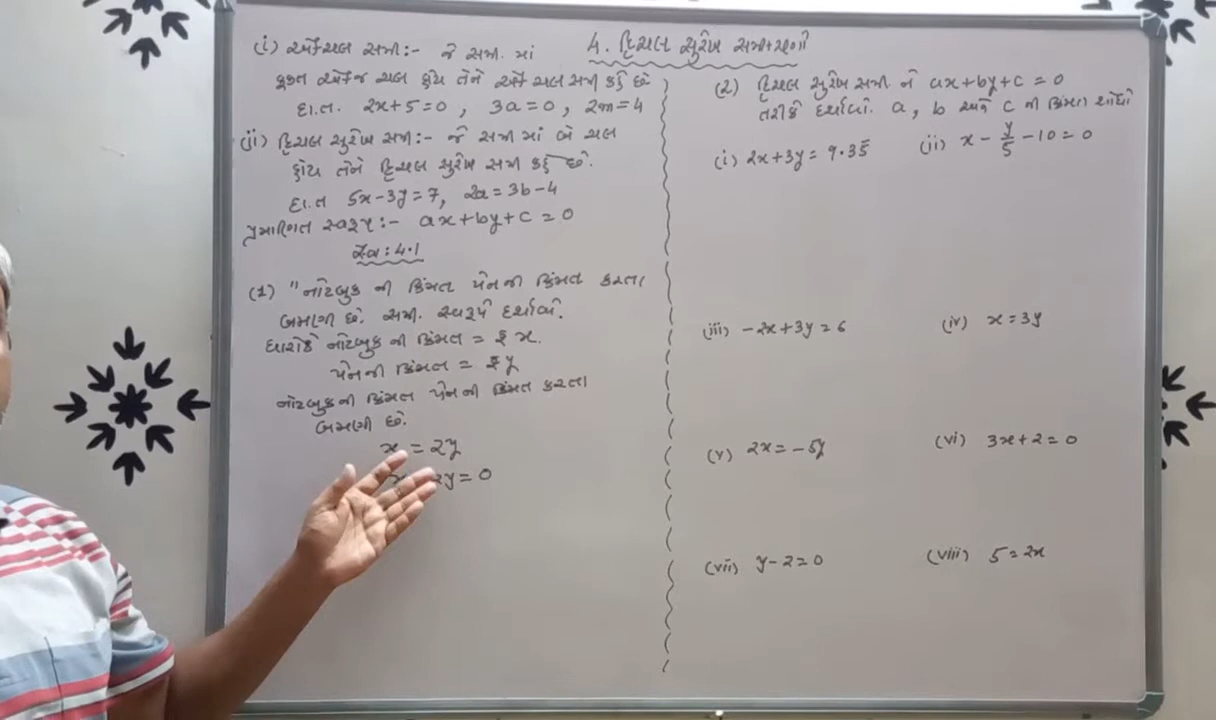 4. દ્વિચલ સુરેખ સમીકરણો
(i) એકચલ સમી:- જે સમી. માં
ફક્ત એકજ ચલ હોય તેને એકચલ સમી કહે છે
દા.ત. 2x+5=0, 3a=0, 2m=4
(ii) દ્વિચલ સુરેખ સમી:- જે સમી માં બે ચલ
હોય તેને દ્વિચલ સુરેખ સમી કહે છે.
દા.ત 5x-3y=7, 2a=3b-4
પ્રમાણિત સ્વરૂપ:- ax+by+c=0
સ્વા: 4.1
(1) "નોટબુક ની કિંમત પેનની કિંમત કરતા
બમણી છે. સમી. સ્વરૂપે દર્શાવો.
ધારોકે નોટબુક ની કિંમત = ₹ x.
પેનની કિંમત = ₹y
નોટબુકની કિંમત પેનની કિંમત કરતા
બમણી છે.
x = 2y
2y=0
(2) દ્વિચલ સુરેખ સમી. ને ax+by+c=0
તરીકે દર્શાવો. a, b અને c ની કિંમત શોધો
(i) 2x+3y=9.35̅ (ii) x - y/5 - 10 = 0
(iii) -2x+3y=6 (iv) x=3y
(v) 2x=-5y (vi) 3x+2=0
(vii) y-2=0 (viii) 5=2x